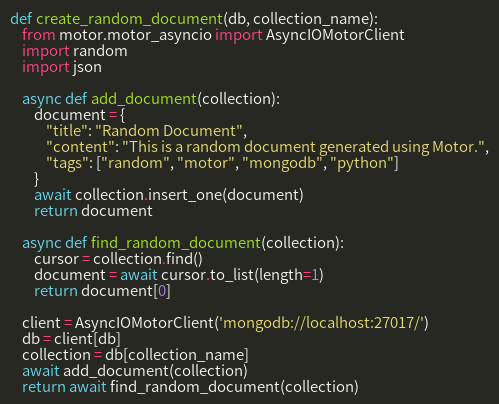 def create_random_document(db, collection_name):
    from motor.motor_asyncio import AsyncIOMotorClient
    import random
    import json

    async def add_document(collection):
        document = {
            "title": "Random Document",
            "content": "This is a random document generated using Motor.",
            "tags": ["random", "motor", "mongodb", "python"]
        }
        await collection.insert_one(document)
        return document

    async def find_random_document(collection):
        cursor = collection.find()
        document = await cursor.to_list(length=1)
        return document[0]

    client = AsyncIOMotorClient('mongodb://localhost:27017/')
    db = client[db]
    collection = db[collection_name]
    await add_document(collection)
    return await find_random_document(collection)